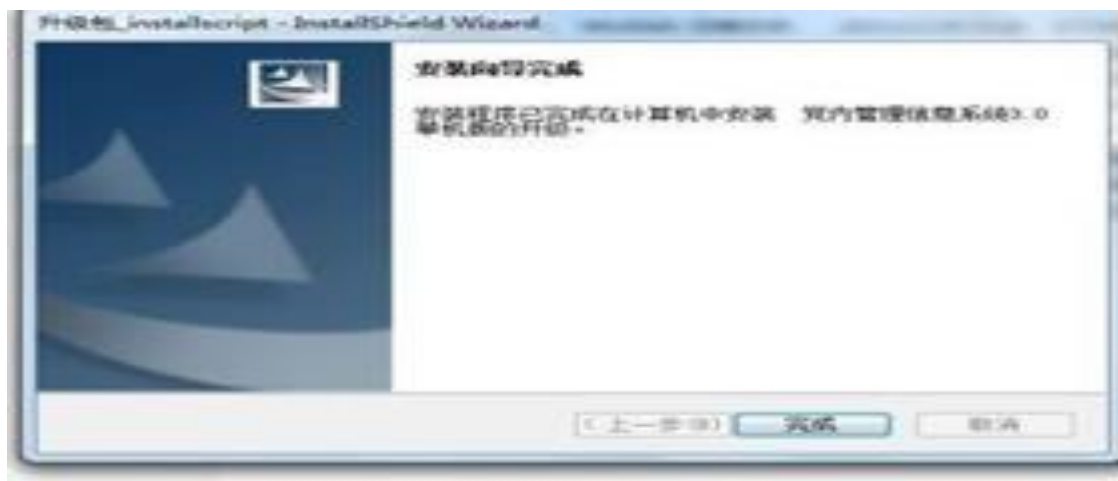 升级包_installscript - InstallShield Wizard
安装向导完成
安装程序已完成在计算机中安装 党内管理信息系统3.0
单机版的升级。
<上一步(B) 完成 取消